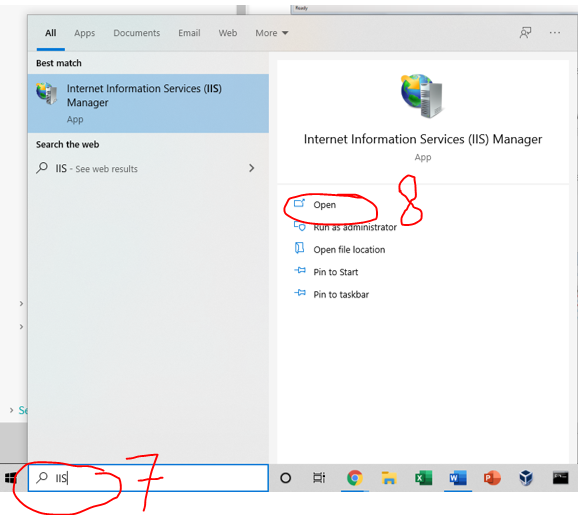 Ready
All Apps Documents Email Web More
Best match
Internet Information Services (IIS)
Manager
App
Search the web
IIS - See web results
Internet Information Services (IIS) Manager
App
Open
8
Run as administrator
Open file location
Pin to Start
Pin to taskbar
Se
IIS
7